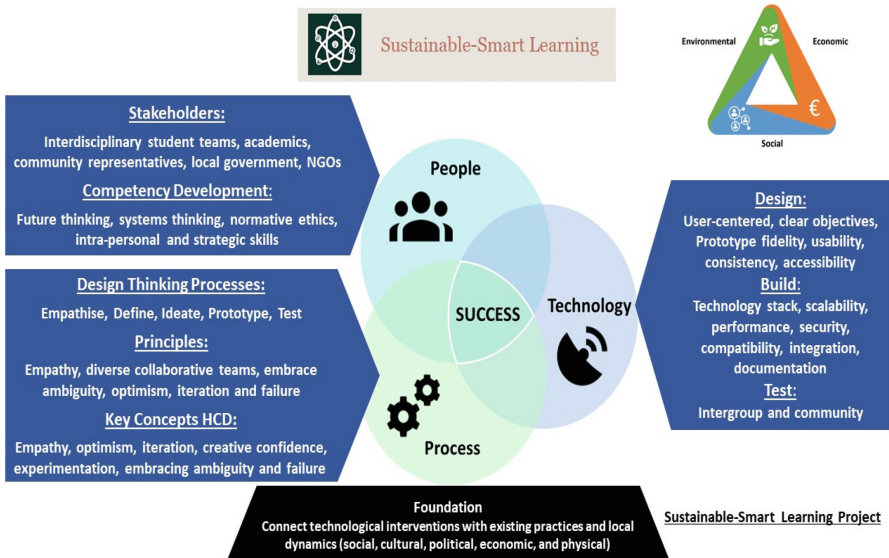 Sustainable-Smart Learning
Environmental
Economic
€
Social
Stakeholders:
Interdisciplinary student teams, academics,
community representatives, local government, NGOs
Competency Development:
Future thinking, systems thinking, normative ethics,
intra-personal and strategic skills
Design Thinking Processes:
Empathise, Define, Ideate, Prototype, Test
Principles:
Empathy, diverse collaborative teams, embrace
ambiguity, optimism, iteration and failure
Key Concepts HCD:
Empathy, optimism, iteration, creative confidence,
experimentation, embracing ambiguity and failure
People
SUCCESS
Technology
Process
Design:
User-centered, clear objectives,
Prototype fidelity, usability,
consistency, accessibility
Build:
Technology stack, scalability,
performance, security,
compatibility, integration,
documentation
Test:
Intergroup and community
Foundation
Connect technological interventions with existing practices and local
dynamics (social, cultural, political, economic, and physical)
Sustainable-Smart Learning Project